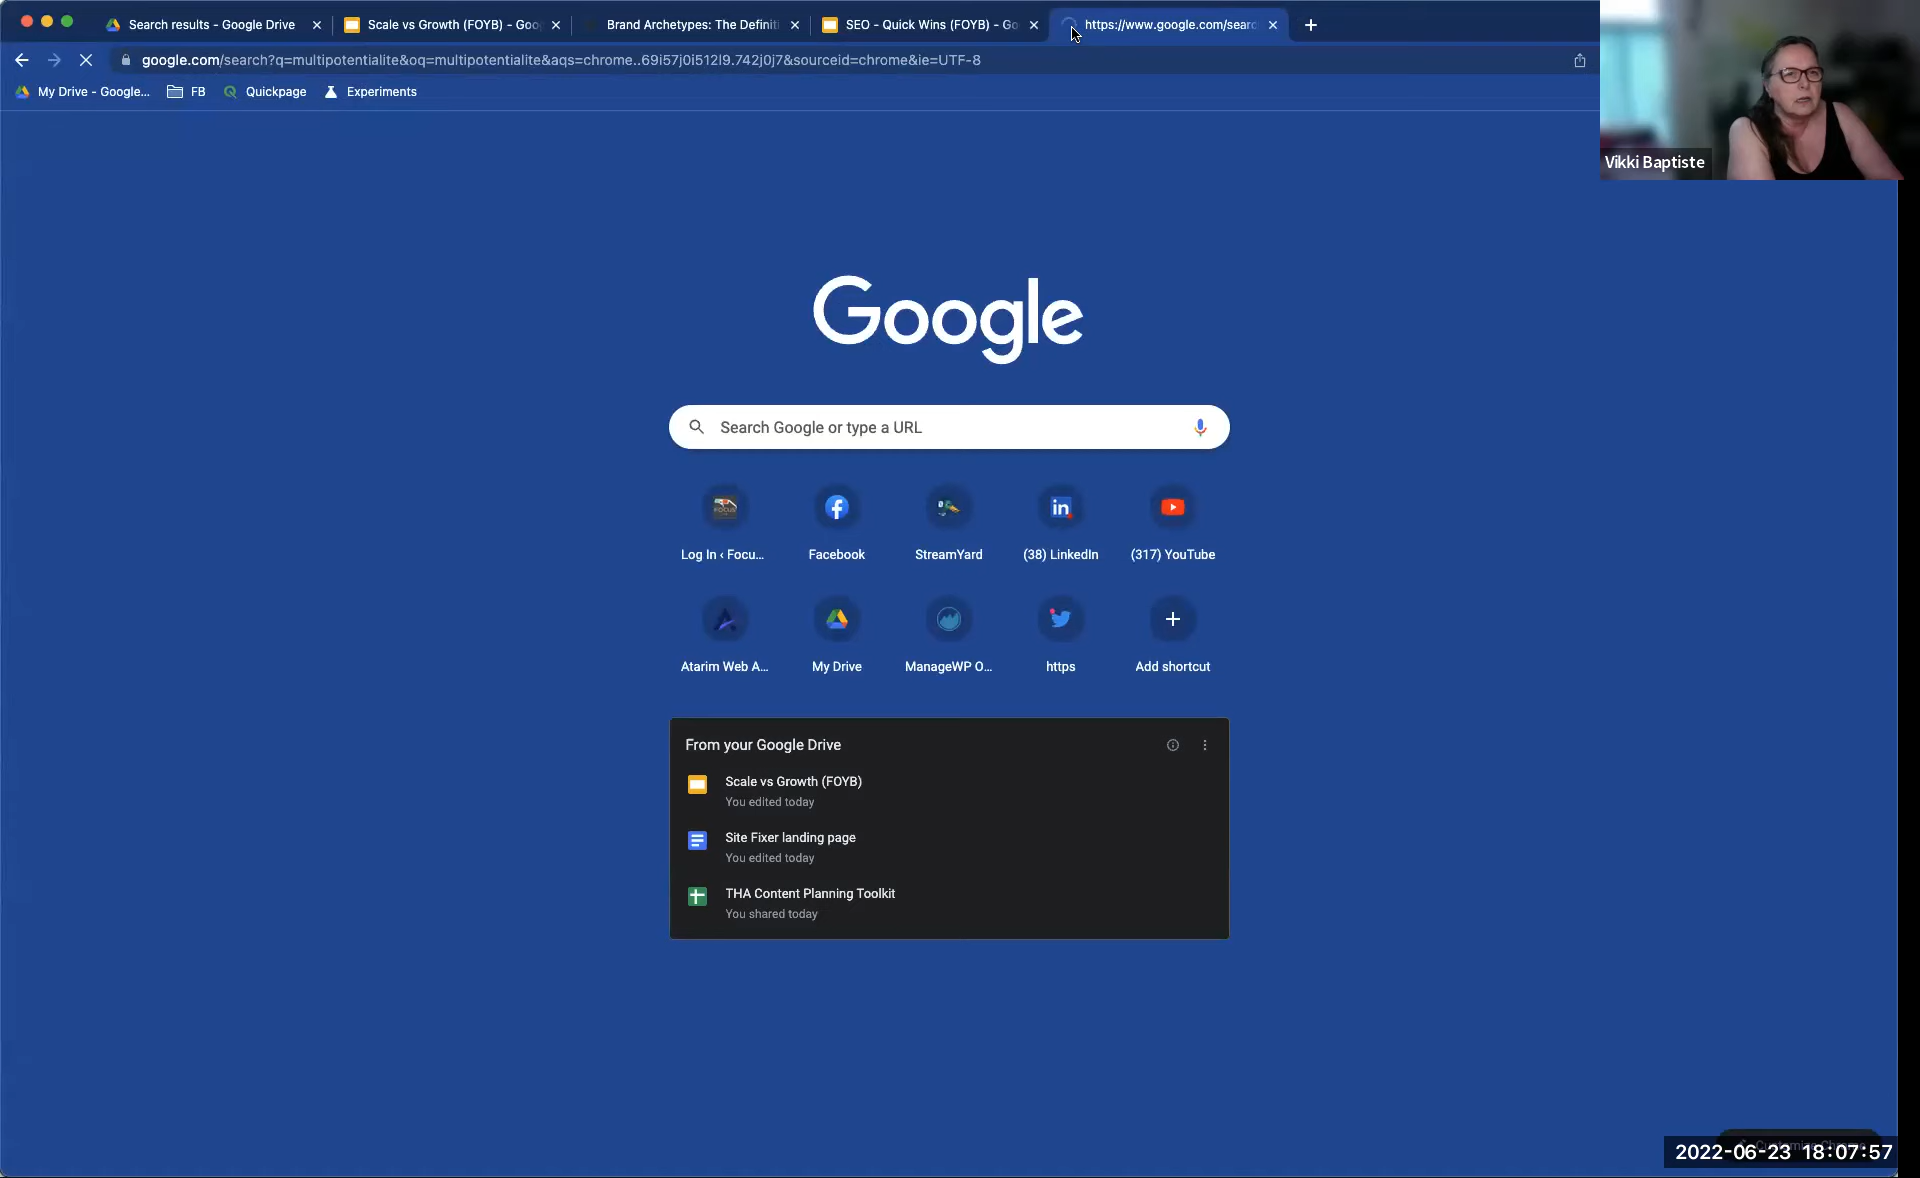 Search results - Google Drive
Scale vs Growth (FOYB) - Goo
Brand Archetypes: The Definiti
SEO - Quick Wins (FOYB) - Go
https://www.google.com/searc
google.com/search?q=multipotentialite&oq=multipotentialite&aqs=chrome..69i57j0i512l9.742j0j7&sourceid=chrome&ie=UTF-8
My Drive - Google...
FB
Quickpage
Experiments
Vikki Baptiste
Google
Search Google or type a URL
Log In ‹ Focu...
Facebook
StreamYard
(38) LinkedIn
(317) YouTube
Atarim Web A...
My Drive
ManageWP O...
https
Add shortcut
From your Google Drive
Scale vs Growth (FOYB)
You edited today
Site Fixer landing page
You edited today
THA Content Planning Toolkit
You shared today
2022-06-23 18:07:57